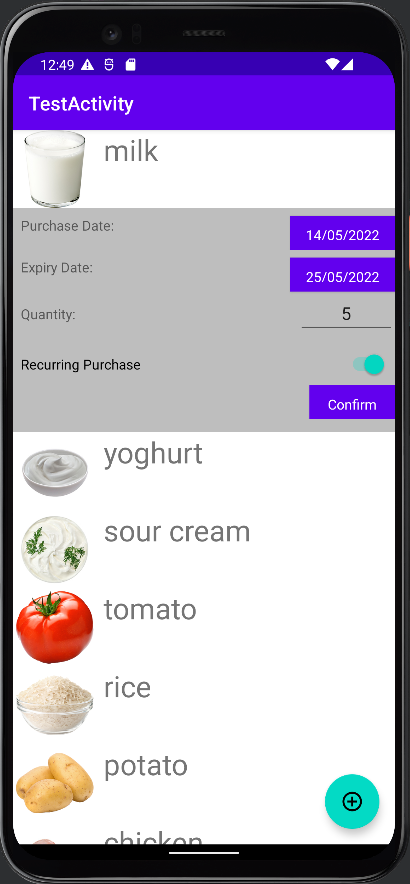 12:49
TestActivity
milk
Purchase Date:
14/05/2022
Expiry Date:
25/05/2022
Quantity:
5
Recurring Purchase
Confirm
yoghurt
sour cream
tomato
rice
potato
chicken